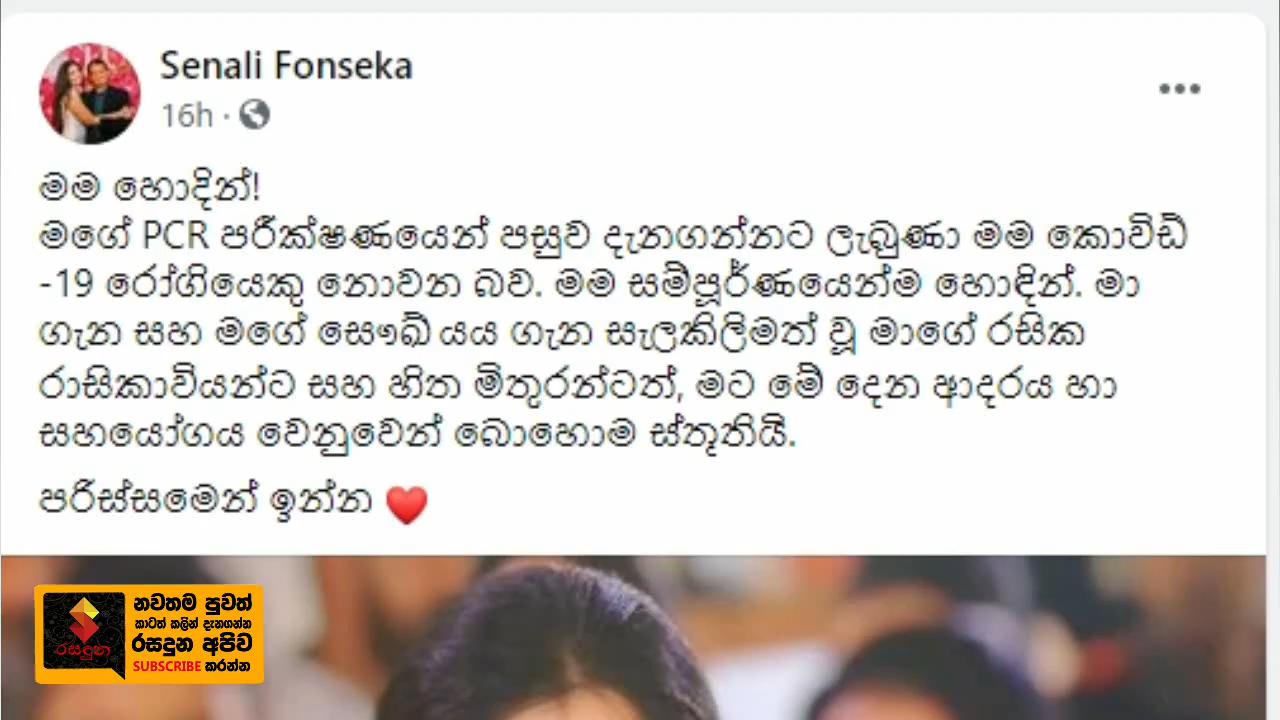 Senali Fonseka
16h ·
මම හොදින්!
මගේ PCR පරීක්ෂණයෙන් පසුව දැනගන්නට ලැබුණා මම කොවිඩ්
-19 රෝගියෙකු නොවන බව. මම සම්පූර්ණයෙන්ම හොඳින්. මා
ගැන සහ මගේ සෞඛ්‍යය ගැන සැලකිලිමත් වූ මාගේ රසික
රාසිකාවියන්ට සහ හිත මිතුරන්ටත්, මට මේ දෙන ආදරය හා
සහයෝගය වෙනුවෙන් බොහොම ස්තූතියි.
පරිස්සමෙන් ඉන්න ❤️
නවතම පුවත්
කාටත් කලින් දැනගන්න
රසදුන අපිව
SUBSCRIBE කරන්න
රසදුන